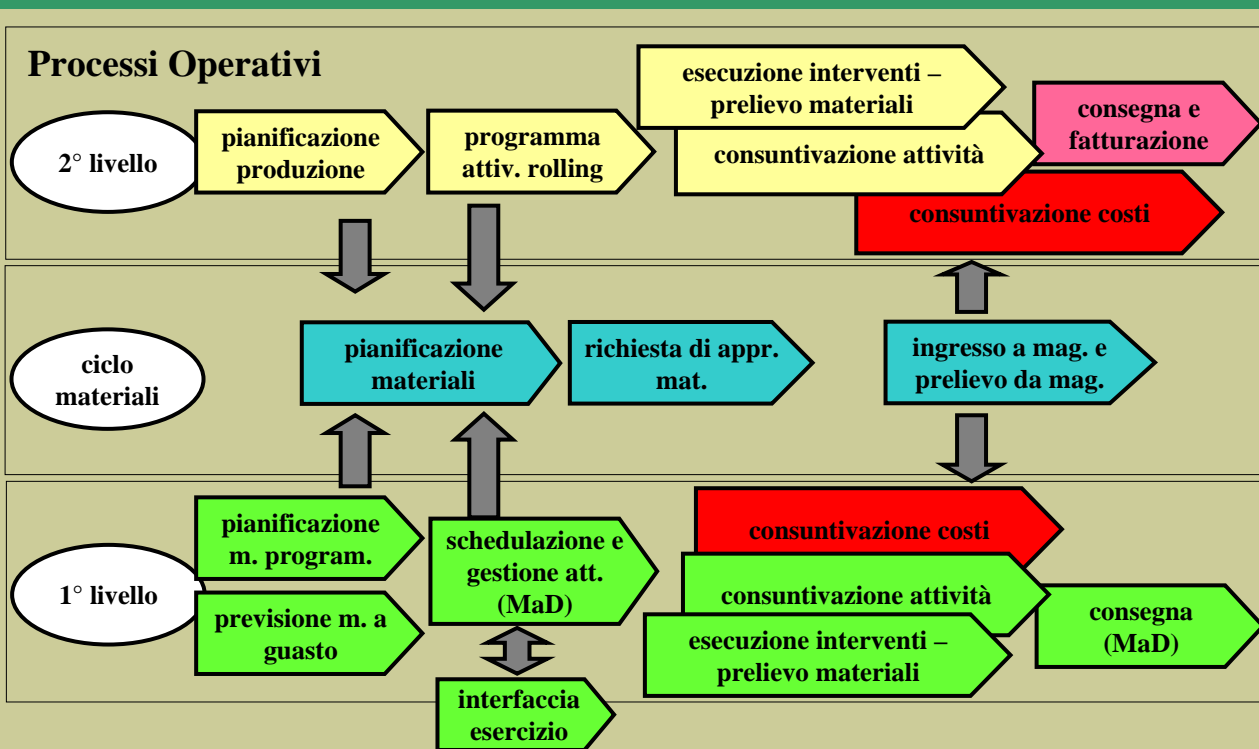 Processi Operativi
2° livello
pianificazione
produzione
programma
attiv. rolling
esecuzione interventi –
prelievo materiali
consuntivazione attività
consegna e
fatturazione
consuntivazione costi
ciclo
materiali
pianificazione
materiali
richiesta di appr.
mat.
ingresso a mag. e
prelievo da mag.
1° livello
pianificazione
m. program.
previsione m. a
guasto
schedulazione e
gestione att.
(MaD)
interfaccia
esercizio
consuntivazione costi
consuntivazione attività
esecuzione interventi –
prelievo materiali
consegna
(MaD)